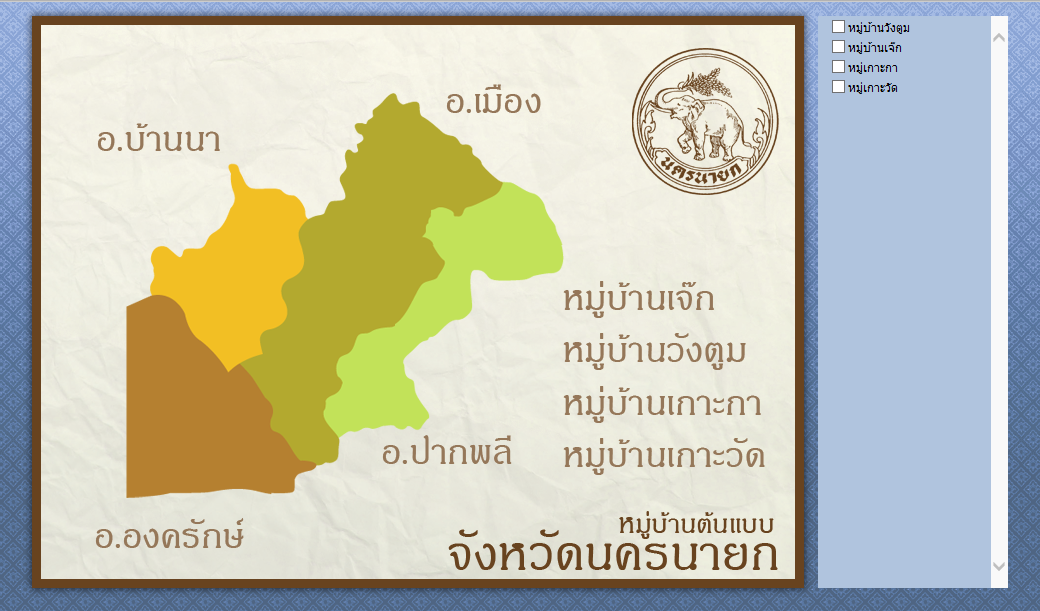 อ.เมือง
อ.บ้านนา
นครนายก
หมู่บ้านเจ๊ก
หมู่บ้านวังตูม
หมู่บ้านเกาะกา
หมู่บ้านเกาะวัด
อ.ปากพลี
อ.องครักษ์
หมู่บ้านต้นแบบ
จังหวัดนครนายก
หมู่บ้านวังตูม
หมู่บ้านเจ๊ก
หมู่เกาะกา
หมู่เกาะวัด